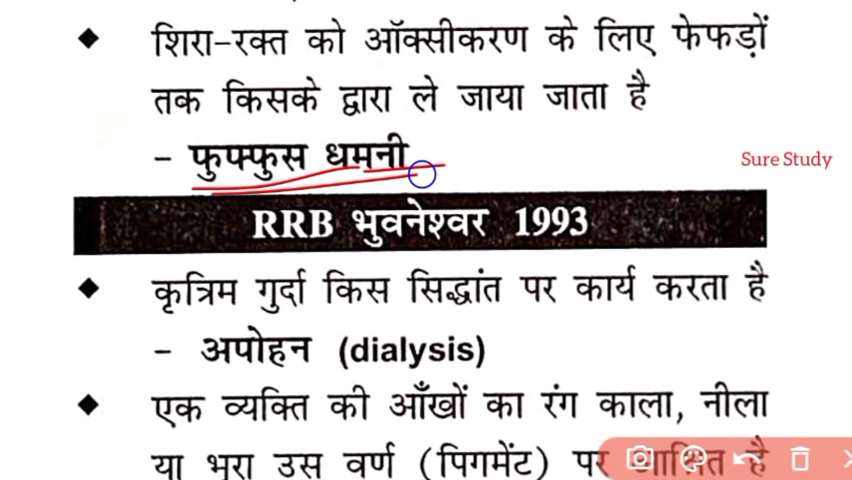 शिरा-रक्त को ऑक्सीकरण के लिए फेफड़ों
तक किसके द्वारा ले जाया जाता है
- फुफ्फुस धमनी
Sure Study
RRB भुवनेश्वर 1993
कृत्रिम गुर्दा किस सिद्धांत पर कार्य करता है
- अपोहन (dialysis)
एक व्यक्ति की आँखों का रंग काला, नीला
या भूरा उस वर्ण (पिगमेंट) पर है